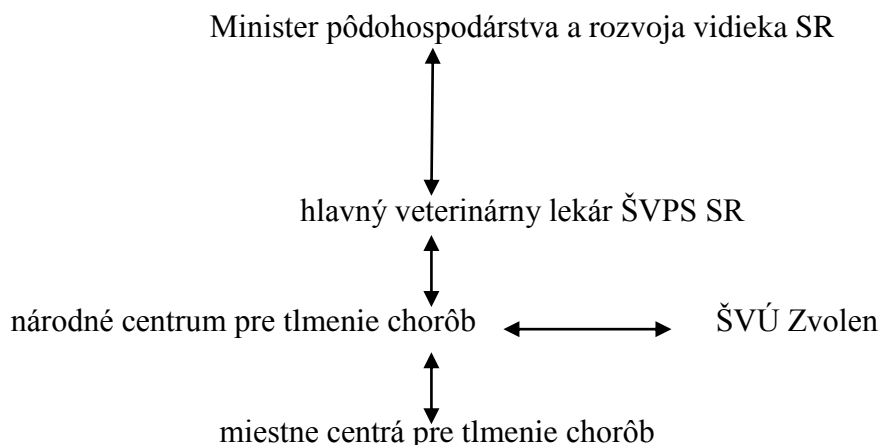 Minister pôdohospodárstva a rozvoja vidieka SR
hlavný veterinárny lekár ŠVPS SR
národné centrum pre tlmenie chorôb
ŠVÚ Zvolen
miestne centrá pre tlmenie chorôb